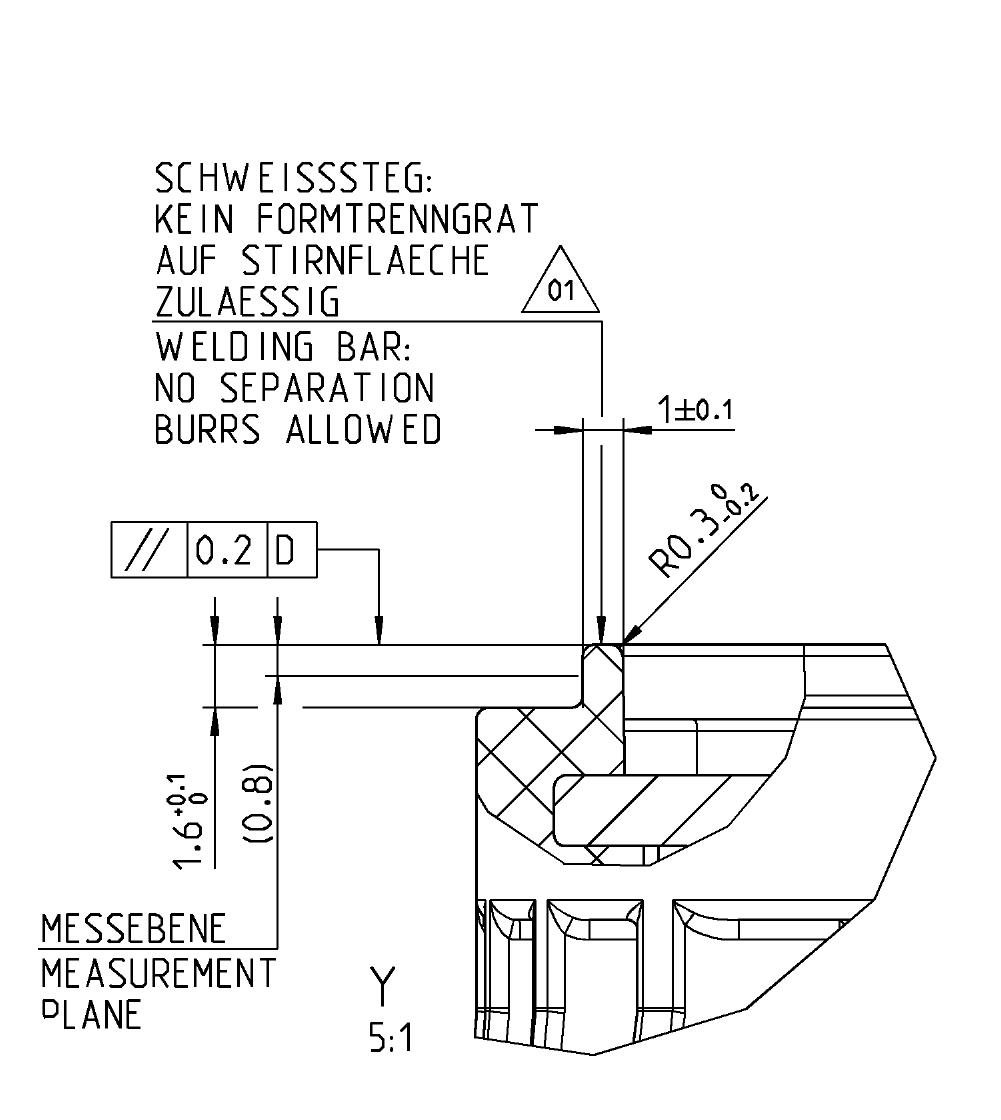 SCHWEISSSTEG:
KEIN FORMTRENNGRAT
AUF STIRNFLAECHE
ZULAESSIG
01
WELDING BAR:
NO SEPARATION
BURRS ALLOWED
1±0.1
R0.3 0 -0.2
// 0.2 D
1.6 +0.1 0
(0.8)
MESSEBENE
MEASUREMENT
PLANE
Y
5:1